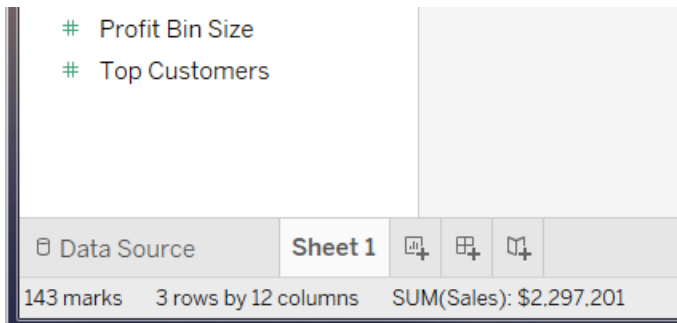 # Profit Bin Size
# Top Customers
Data Source Sheet 1
143 marks 3 rows by 12 columns SUM(Sales): $2,297,201